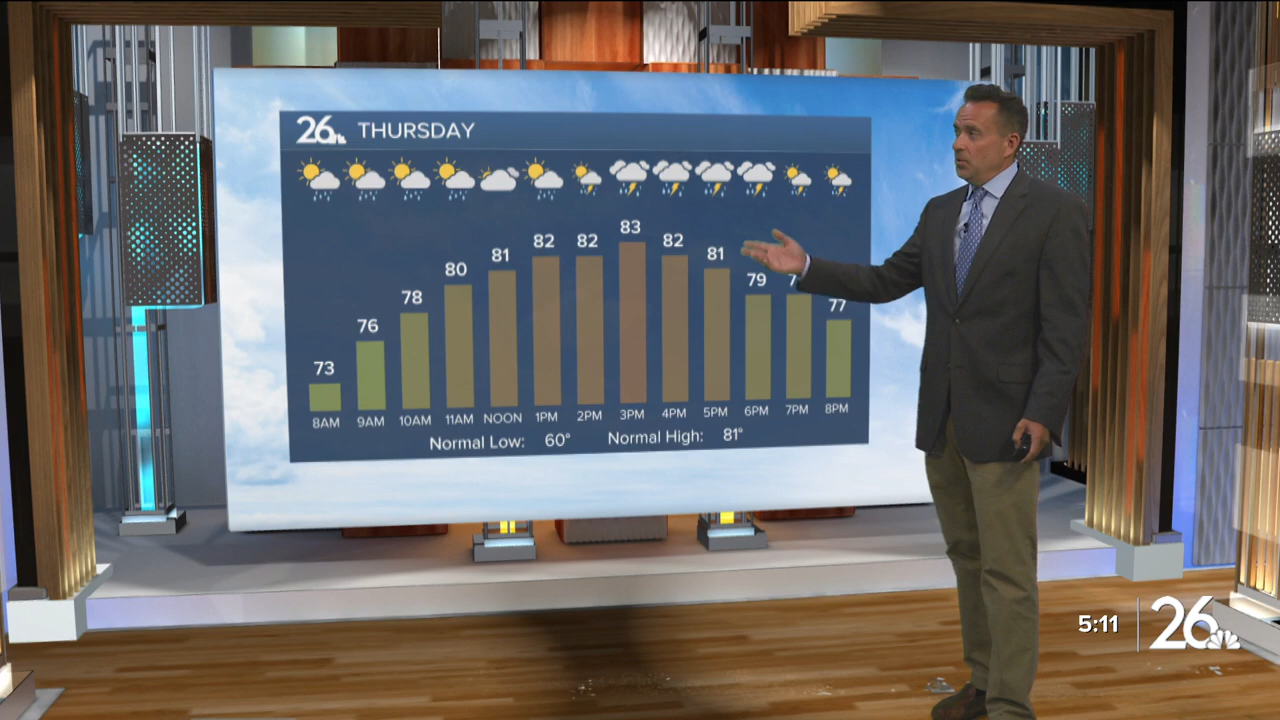 26 THURSDAY
73 76 78 80 81 82 82 83 82 81 79 77
8AM 9AM 10AM 11AM NOON 1PM 2PM 3PM 4PM 5PM 6PM 7PM 8PM
Normal Low: 60° Normal High: 81°
5:11 26